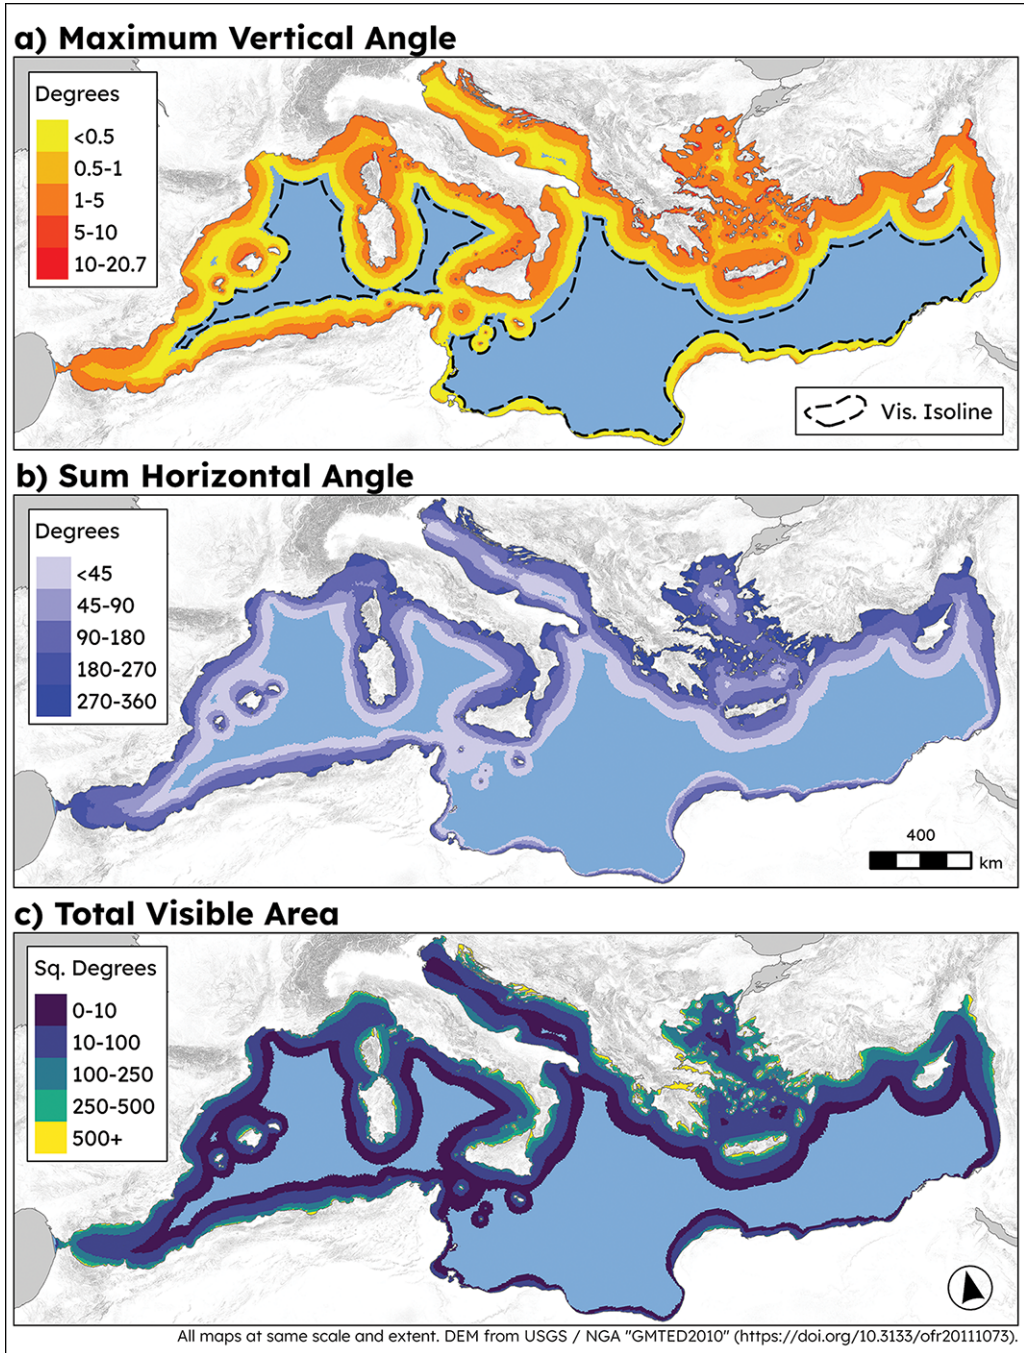 a) Maximum Vertical Angle
Degrees
<0.5
0.5-1
1-5
5-10
10-20.7
Vis. Isoline
b) Sum Horizontal Angle
Degrees
<45
45-90
90-180
180-270
270-360
400
km
c) Total Visible Area
Sq. Degrees
0-10
10-100
100-250
250-500
500+
All maps at same scale and extent. DEM from USGS / NGA "GMTED2010" (https://doi.org/10.3133/ofr20111073).